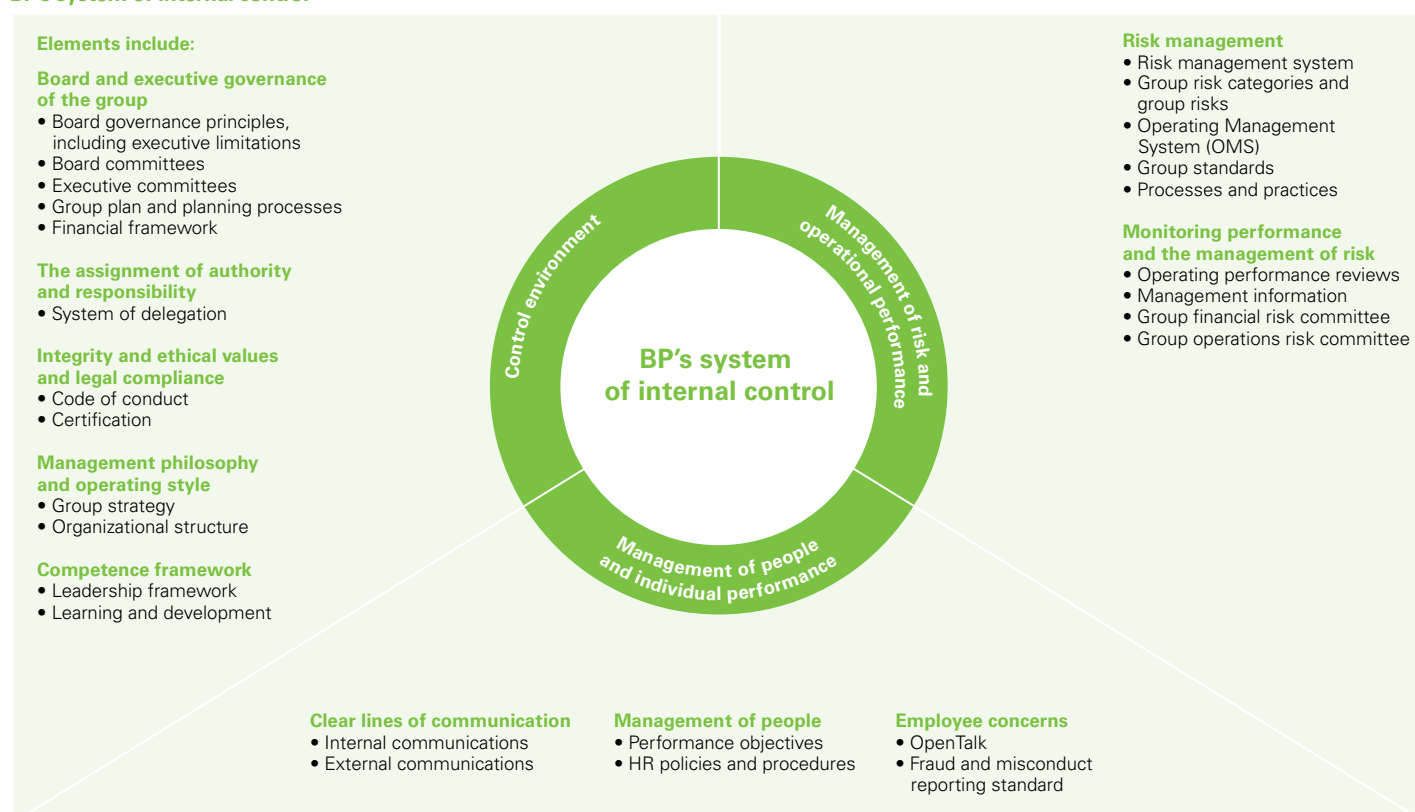 BP's system of internal control
Elements include:
Board and executive governance
of the group
• Board governance principles,
including executive limitations
• Board committees
• Executive committees
• Group plan and planning processes
• Financial framework
The assignment of authority
and responsibility
• System of delegation
Integrity and ethical values
and legal compliance
• Code of conduct
• Certification
Management philosophy
and operating style
• Group strategy
• Organizational structure
Competence framework
• Leadership framework
• Learning and development
Control environment
Management of risk and
operational performance
BP's system
of internal control
Management of people
and individual performance
Risk management
• Risk management system
• Group risk categories and
group risks
• Operating Management
System (OMS)
• Group standards
• Processes and practices
Monitoring performance
and the management of risk
• Operating performance reviews
• Management information
• Group financial risk committee
• Group operations risk committee
Clear lines of communication
• Internal communications
• External communications
Management of people
• Performance objectives
• HR policies and procedures
Employee concerns
• OpenTalk
• Fraud and misconduct
reporting standard